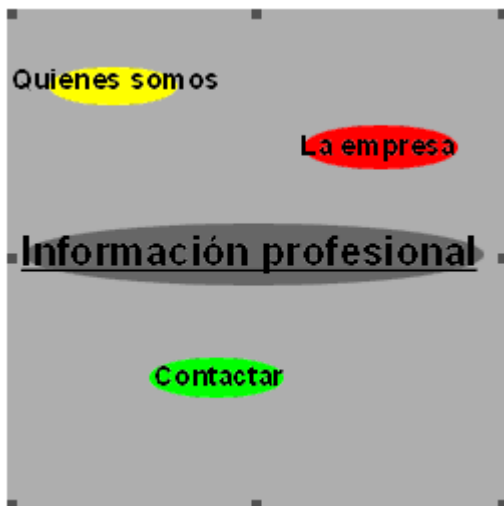 Quienes somos
La empresa
Información profesional
Contactar